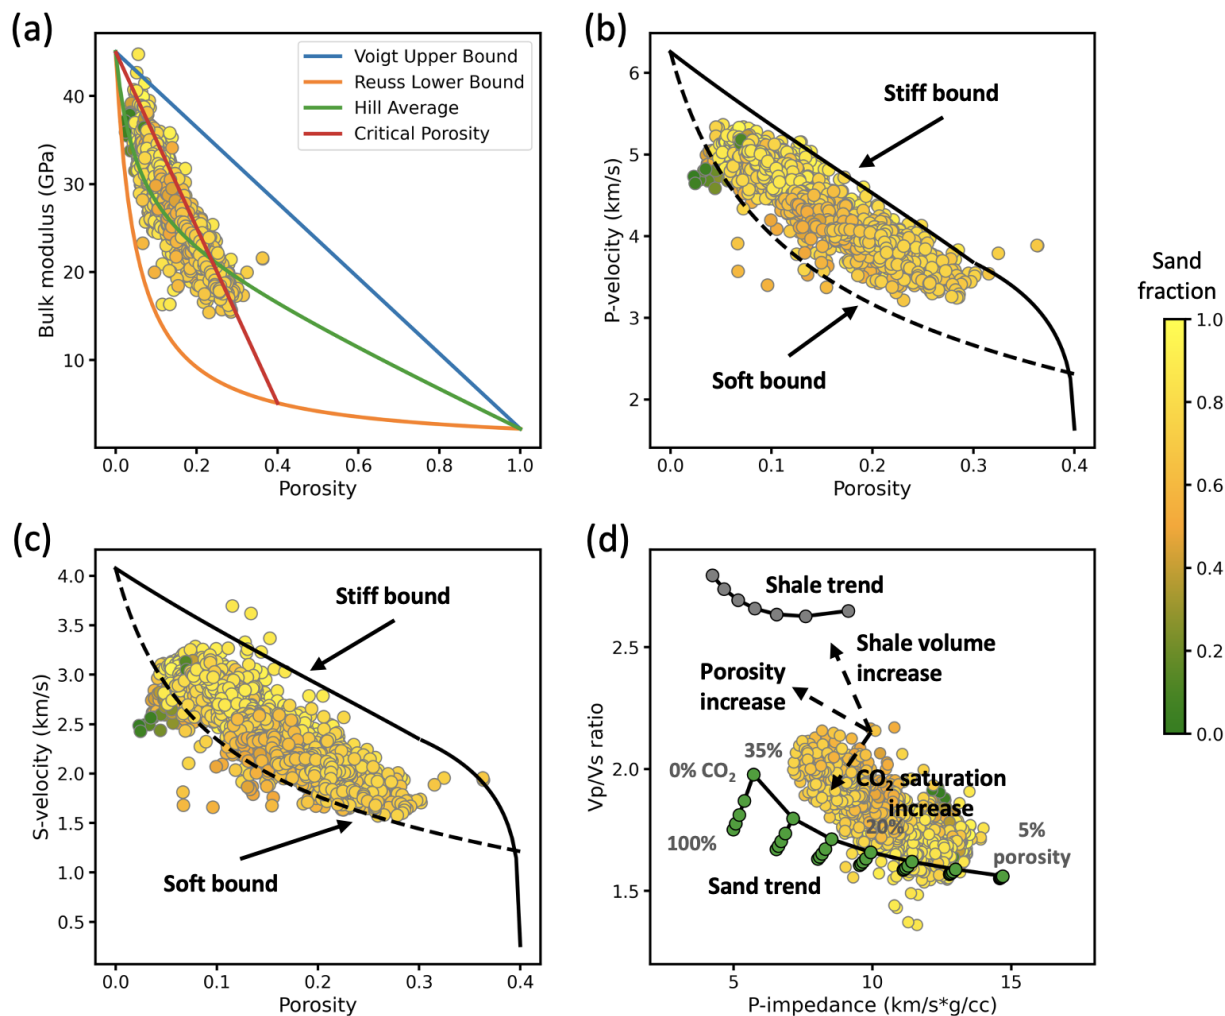 (a)
Bulk modulus (GPa)
40
30
20
10
Voigt Upper Bound
Reuss Lower Bound
Hill Average
Critical Porosity
0.0 0.2 0.4 0.6 0.8 1.0
Porosity
(b)
P-velocity (km/s)
6
5
4
3
2
Stiff bound
Soft bound
0.0 0.1 0.2 0.3 0.4
Porosity
Sand
fraction
1.0
0.8
0.6
0.4
0.2
0.0
(c)
S-velocity (km/s)
4.0
3.5
3.0
2.5
2.0
1.5
1.0
0.5
Stiff bound
Soft bound
0.0 0.1 0.2 0.3 0.4
Porosity
(d)
Vp/Vs ratio
2.5
2.0
1.5
Shale trend
Shale volume
increase
Porosity
increase
35%
0% CO₂
CO₂ saturation
increase
20%
100%
5%
porosity
Sand trend
5 10 15
P-impedance (km/s*g/cc)